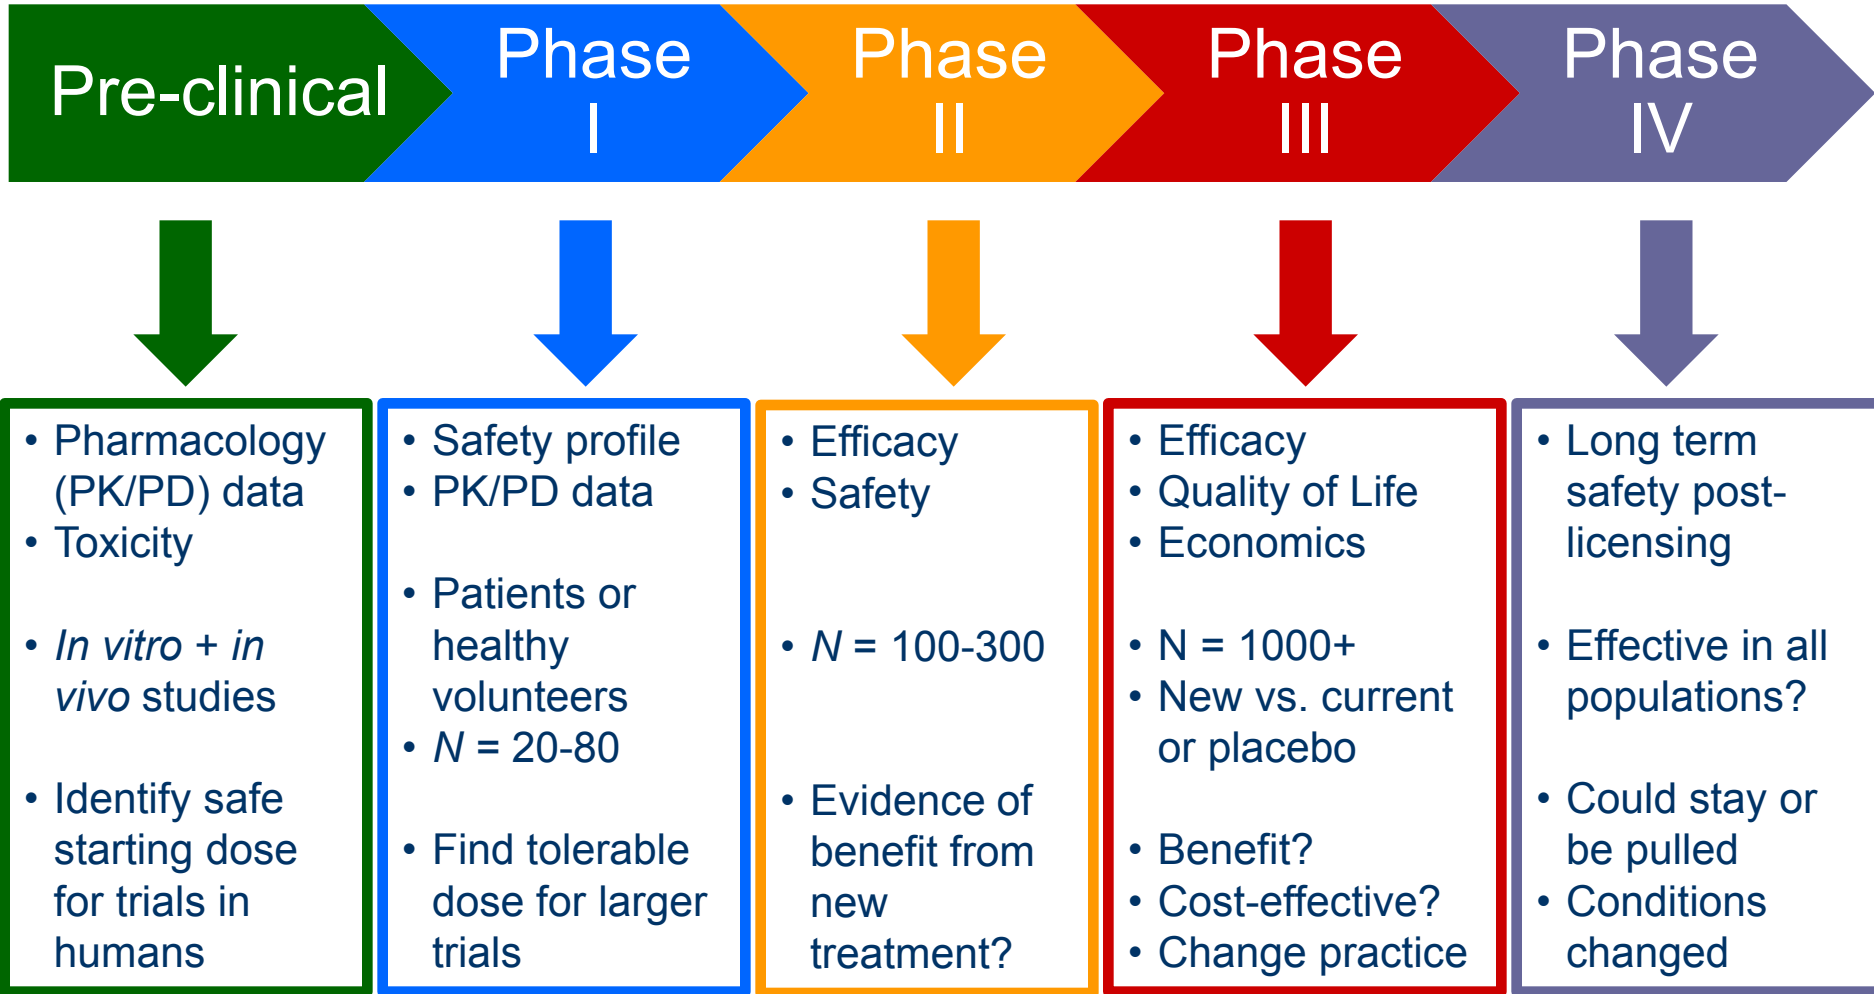 Pre-clinical
Phase
I
Phase
II
Phase
III
Phase
IV
• Pharmacology
(PK/PD) data
• Toxicity
• In vitro + in
vivo studies
• Identify safe
starting dose
for trials in
humans
• Safety profile
• PK/PD data
• Patients or
healthy
volunteers
• N = 20-80
• Find tolerable
dose for larger
trials
• Efficacy
• Safety
• N = 100-300
• Evidence of
benefit from
new
treatment?
• Efficacy
• Quality of Life
• Economics
• N = 1000+
• New vs. current
or placebo
• Benefit?
• Cost-effective?
• Change practice
• Long term
safety post-
licensing
• Effective in all
populations?
• Could stay or
be pulled
• Conditions
changed